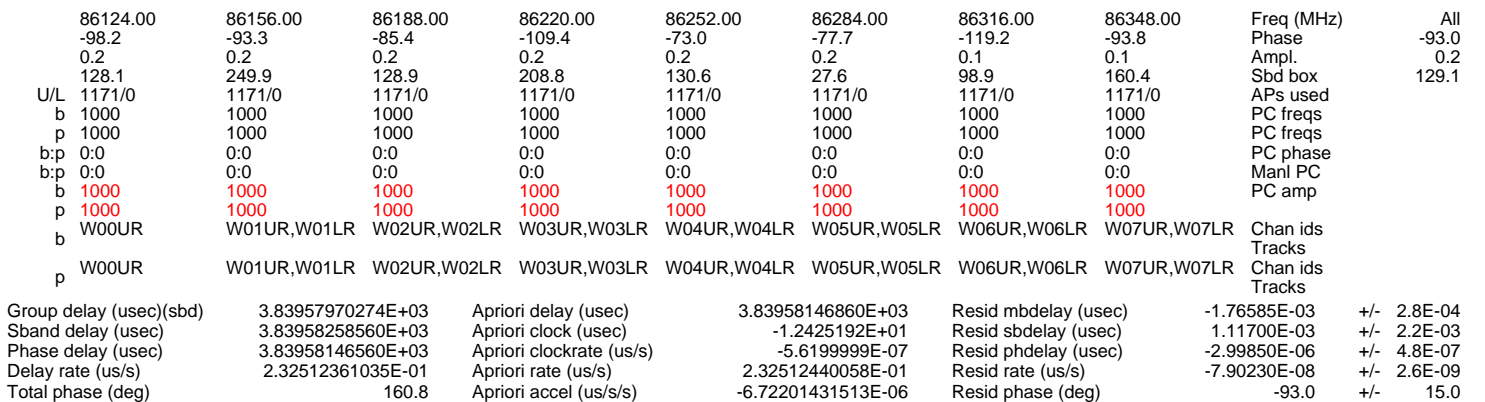 86124.00 86156.00 86188.00 86220.00 86252.00 86284.00 86316.00 86348.00 Freq (MHz) All
-98.2 -93.3 -85.4 -109.4 -73.0 -77.7 -119.2 -93.8 Phase -93.0
0.2 0.2 0.2 0.2 0.2 0.2 0.1 0.1 Ampl. 0.2
128.1 249.9 128.9 208.8 130.6 27.6 98.9 160.4 Sbd box 129.1
U/L 1171/0 1171/0 1171/0 1171/0 1171/0 1171/0 1171/0 1171/0 APs used
b 1000 1000 1000 1000 1000 1000 1000 1000 PC freqs
p 1000 1000 1000 1000 1000 1000 1000 1000 PC freqs
b:p 0:0 0:0 0:0 0:0 0:0 0:0 0:0 0:0 PC phase
b:p 0:0 0:0 0:0 0:0 0:0 0:0 0:0 0:0 Manl PC
b 1000 1000 1000 1000 1000 1000 1000 1000 PC amp
p 1000 1000 1000 1000 1000 1000 1000 1000
b W00UR W01UR,W01LR W02UR,W02LR W03UR,W03LR W04UR,W04LR W05UR,W05LR W06UR,W06LR W07UR,W07LR Chan ids
Tracks
p W00UR W01UR,W01LR W02UR,W02LR W03UR,W03LR W04UR,W04LR W05UR,W05LR W06UR,W06LR W07UR,W07LR Chan ids
Tracks
Group delay (usec)(sbd) 3.83957970274E+03 Apriori delay (usec) 3.83958146860E+03 Resid mbdelay (usec) -1.76585E-03 +/- 2.8E-04
Sband delay (usec) 3.83958258560E+03 Apriori clock (usec) -1.2425192E+01 Resid sbdelay (usec) 1.11700E-03 +/- 2.2E-03
Phase delay (usec) 3.83958146560E+03 Apriori clockrate (us/s) -5.6199999E-07 Resid phdelay (usec) -2.99850E-06 +/- 4.8E-07
Delay rate (us/s) 2.32512361035E-01 Apriori rate (us/s) 2.32512440058E-01 Resid rate (us/s) -7.90230E-08 +/- 2.6E-09
Total phase (deg) 160.8 Apriori accel (us/s/s) -6.72201431513E-06 Resid phase (deg) -93.0 +/- 15.0